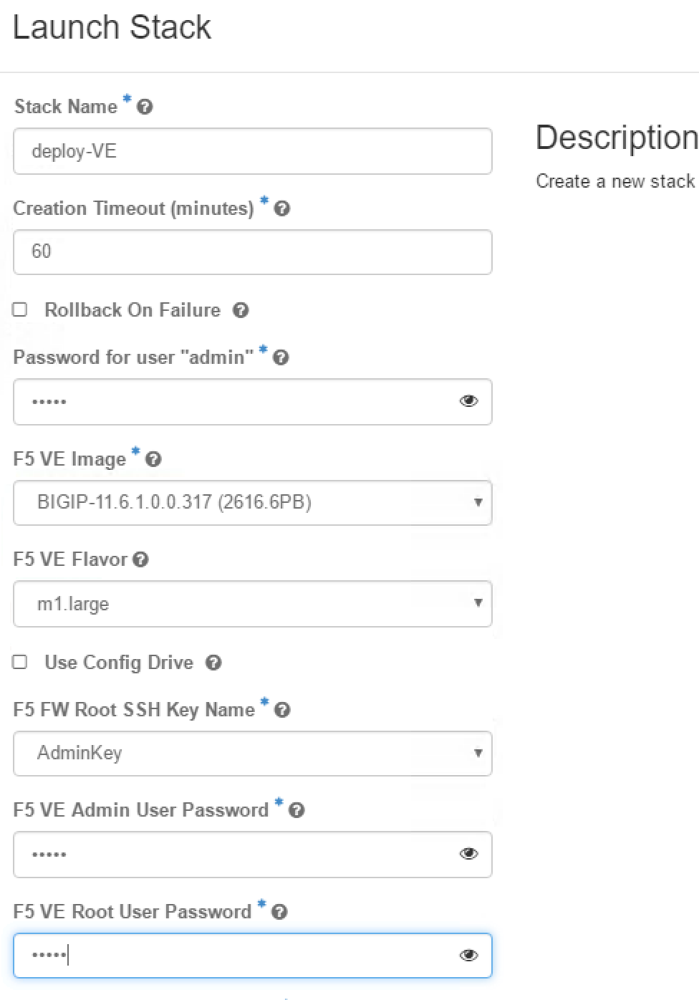 Launch Stack
Stack Name *
deploy-VE
Description
Create a new stack
Creation Timeout (minutes) *
60
Rollback On Failure
Password for user "admin" *
•••••
F5 VE Image *
BIGIP-11.6.1.0.0.317 (2616.6PB)
F5 VE Flavor
m1.large
Use Config Drive
F5 FW Root SSH Key Name *
AdminKey
F5 VE Admin User Password *
•••••
F5 VE Root User Password *
•••••